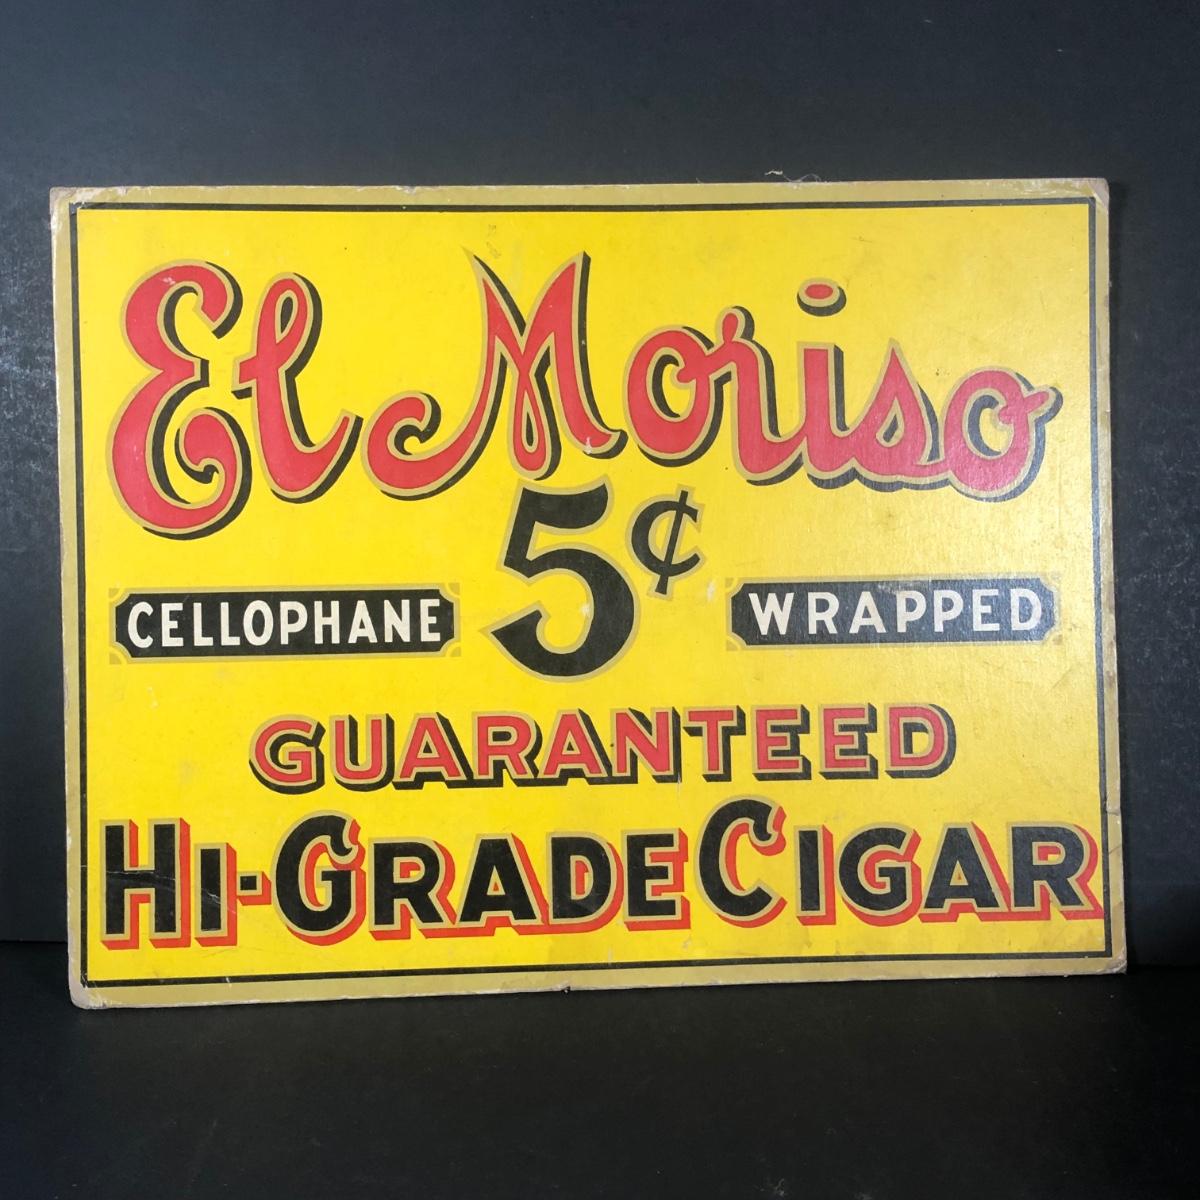 El Moriso
5¢
CELLOPHANE WRAPPED
GUARANTEED
HI-GRADE CIGAR